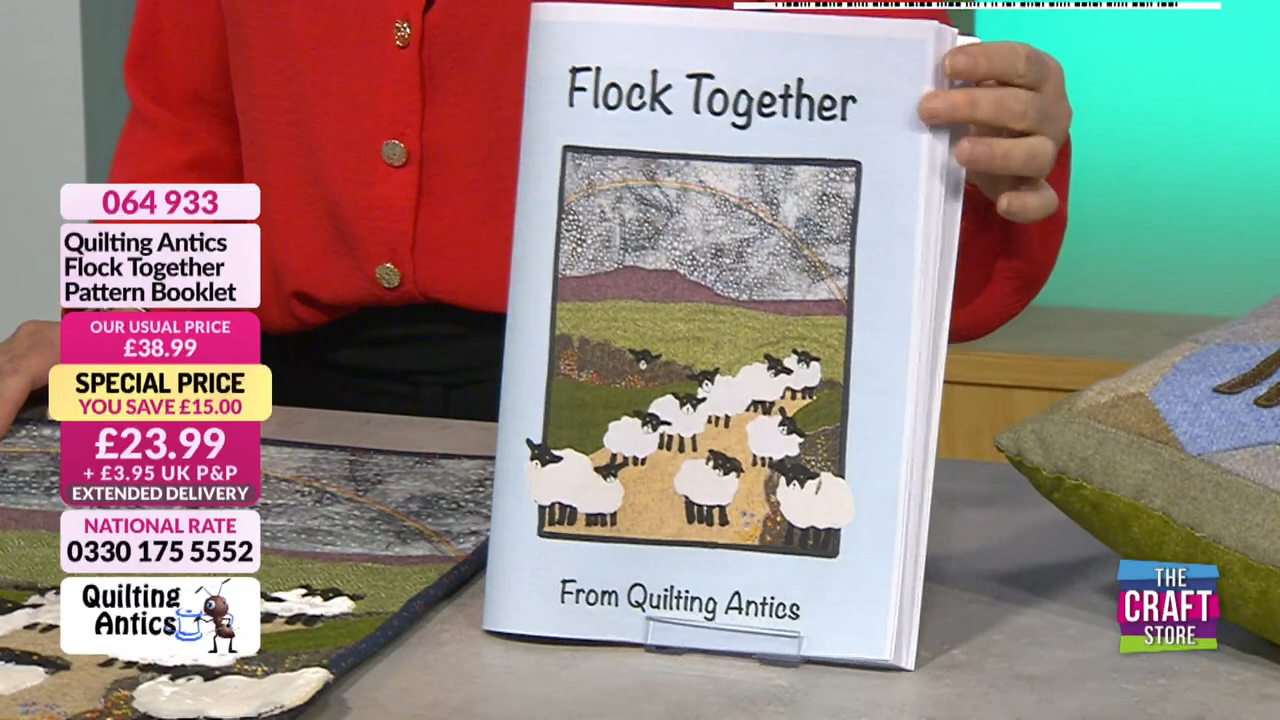 Flock Together
From Quilting Antics
064 933
Quilting Antics
Flock Together
Pattern Booklet
OUR USUAL PRICE
£38.99
SPECIAL PRICE
YOU SAVE £15.00
£23.99
+ £3.95 UK P&P
EXTENDED DELIVERY
NATIONAL RATE
0330 175 5552
Quilting
Antics
THE
CRAFT
STORE